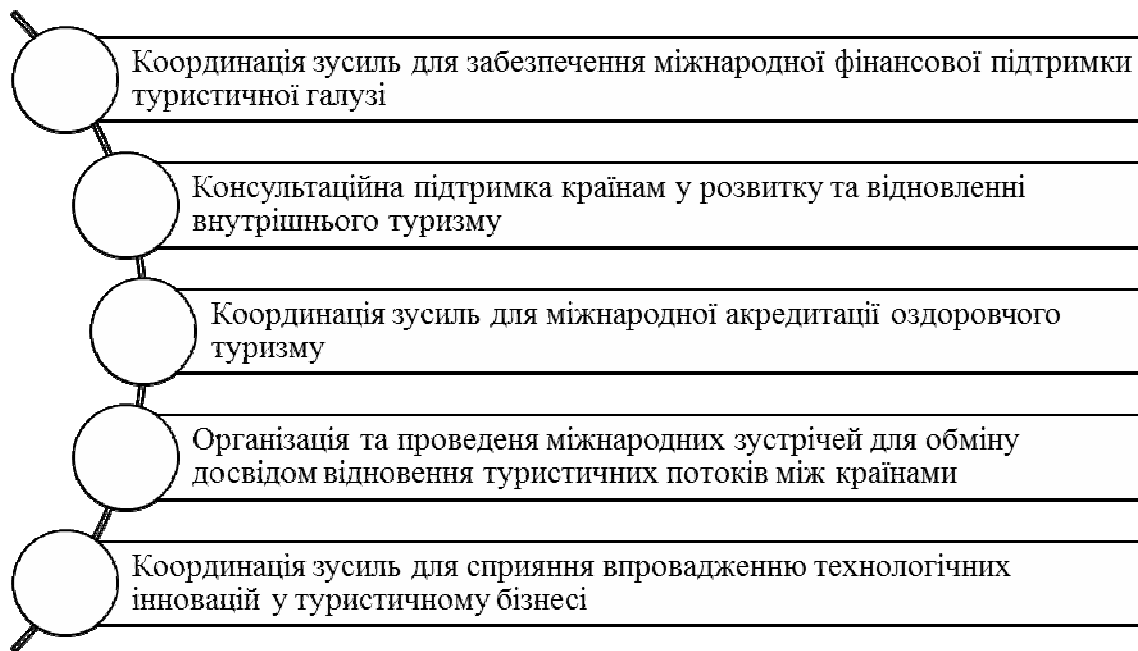 Координація зусиль для забезпечення міжнародної фінансової підтримки
туристичної галузі
Консультаційна підтримка країнам у розвитку та відновленні
внутрішнього туризму
Координація зусиль для міжнародної акредитації оздоровчого
туризму
Організація та проведеня міжнародних зустрічей для обміну
досвідом відновення туристичних потоків між країнами
Координація зусиль для сприяння впровадженню технологічних
інновацій у туристичному бізнесі